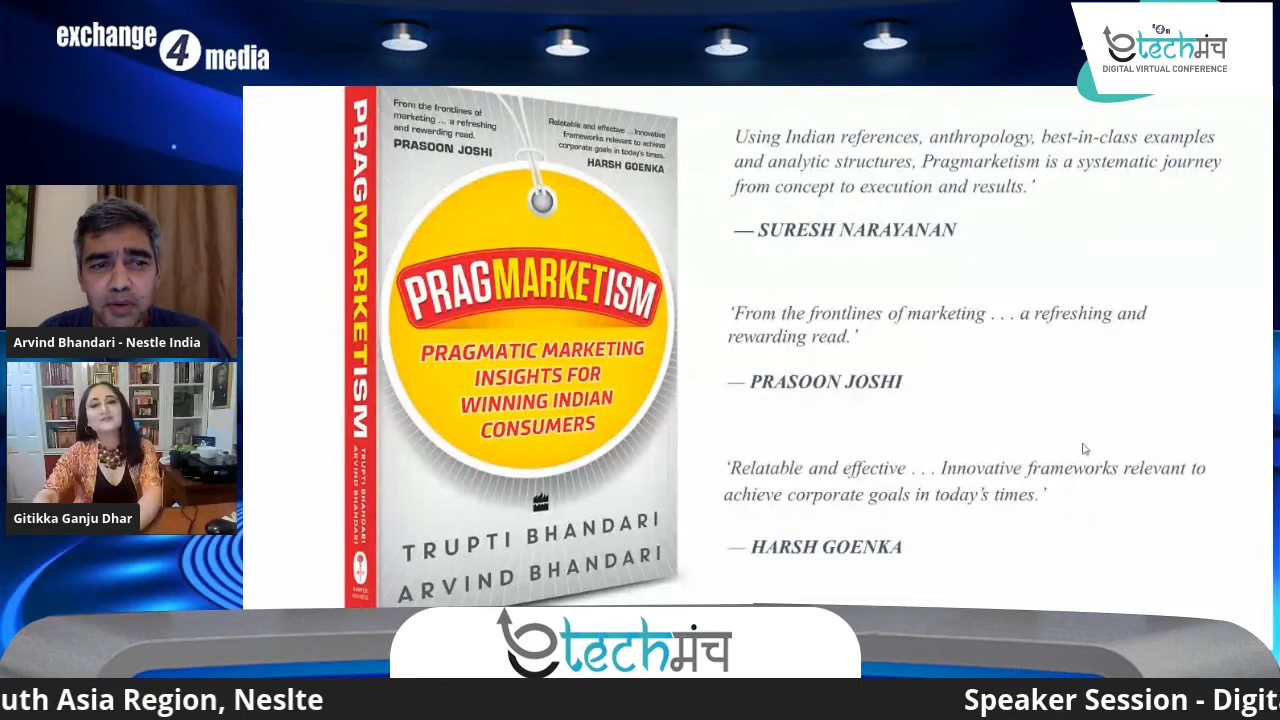 exchange
4
media
techमंच
DIGITAL VIRTUAL CONFERENCE
Arvind Bhandari - Nestle India
Gitikka Ganju Dhar
PRAGMARKETISM
TRUPTI BHANDARI
ARVIND BHANDARI
From the frontlines of
marketing ... a refreshing
and rewarding read.
PRASOON JOSHI
Relatable and effective ... Innovative
frameworks relevant to achieve
corporate goals in today's times.
HARSH GOENKA
PRAGMARKETISM
PRAGMATIC MARKETING
INSIGHTS FOR
WINNING INDIAN
CONSUMERS
TRUPTI BHANDARI
ARVIND BHANDARI
Using Indian references, anthropology, best-in-class examples
and analytic structures, Pragmarketism is a systematic journey
from concept to execution and results.’
— SURESH NARAYANAN
‘From the frontlines of marketing . . . a refreshing and
rewarding read.’
— PRASOON JOSHI
‘Relatable and effective . . . Innovative frameworks relevant to
achieve corporate goals in today’s times.’
— HARSH GOENKA
techमंच
uth Asia Region, Neslte
Speaker Session - Digit